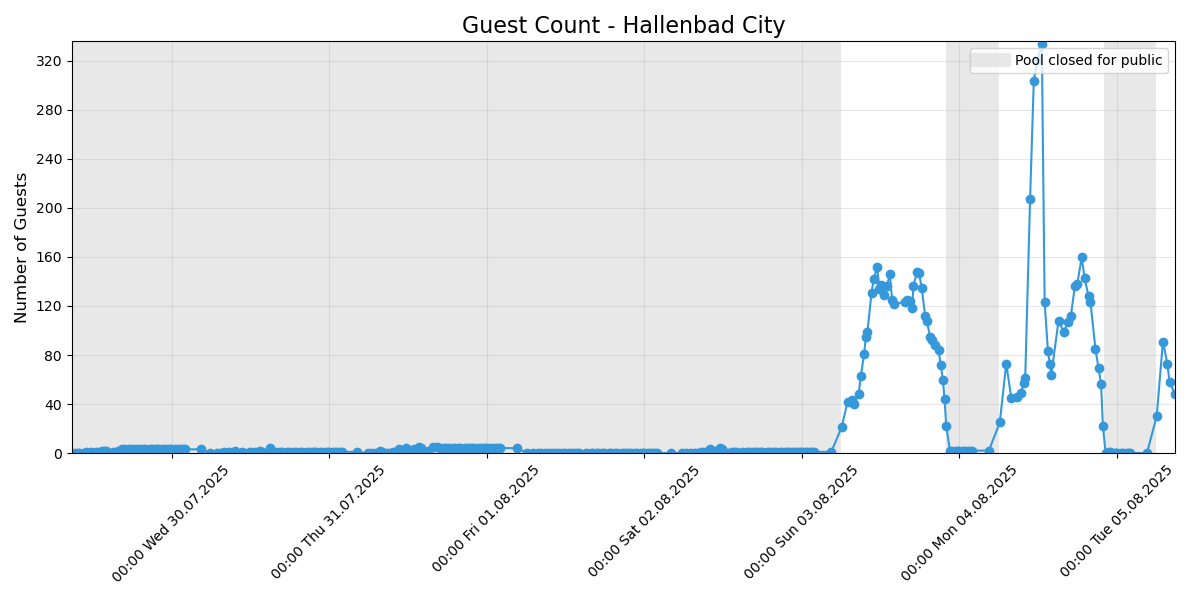 Guest Count - Hallenbad City
Pool closed for public
Number of Guests
320
280
240
200
160
120
80
40
0
00:00 Wed 30.07.2025
00:00 Thu 31.07.2025
00:00 Fri 01.08.2025
00:00 Sat 02.08.2025
00:00 Sun 03.08.2025
00:00 Mon 04.08.2025
00:00 Tue 05.08.2025